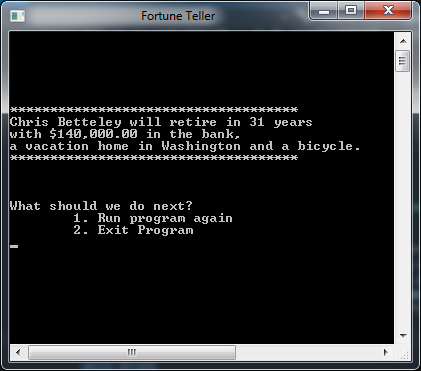 Fortune Teller
************************************
Chris Betteley will retire in 31 years
with $140,000.00 in the bank,
a vacation home in Washington and a bicycle.
************************************
What should we do next?
1. Run program again
2. Exit Program